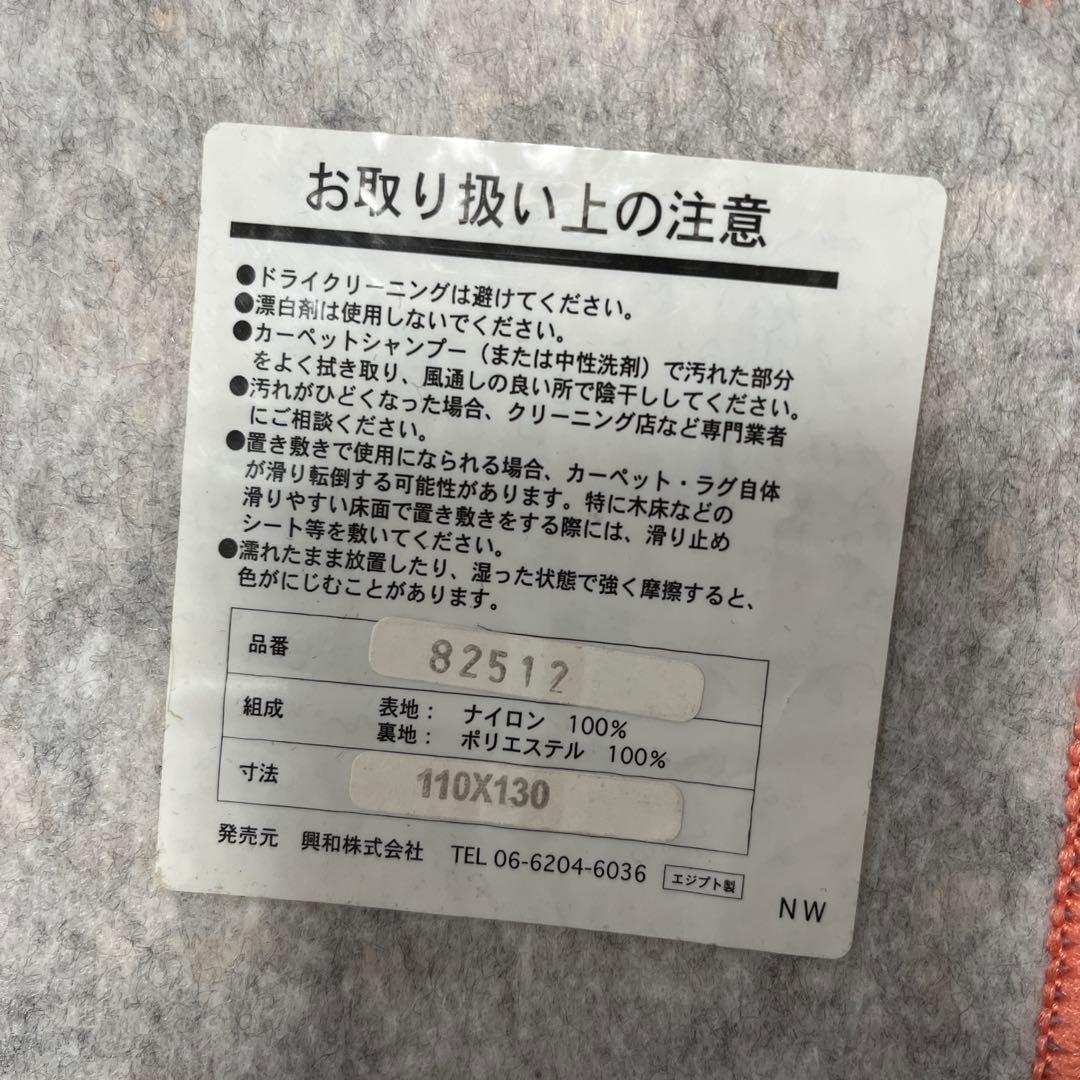 お取り扱い上の注意
●ドライクリーニングは避けてください。
●漂白剤は使用しないでください。
●カーペットシャンプー（または中性洗剤）で汚れた部分
をよく拭き取り、風通しの良い所で陰干ししてください。
●汚れがひどくなった場合、クリーニング店など専門業者
にご相談ください。
●置き敷きで使用になられる場合、カーペット・ラグ自体
が滑り転倒する可能性があります。特に木床などの
滑りやすい床面で置き敷きをする際には、滑り止め
シート等を敷いてください。
●濡れたまま放置したり、湿った状態で強く摩擦すると、
色がにじむことがあります。
品番 82512
組成 表地： ナイロン 100%
裏地： ポリエステル 100%
寸法 110X130
発売元 興和株式会社 TEL 06-6204-6036 エジプト製
NW